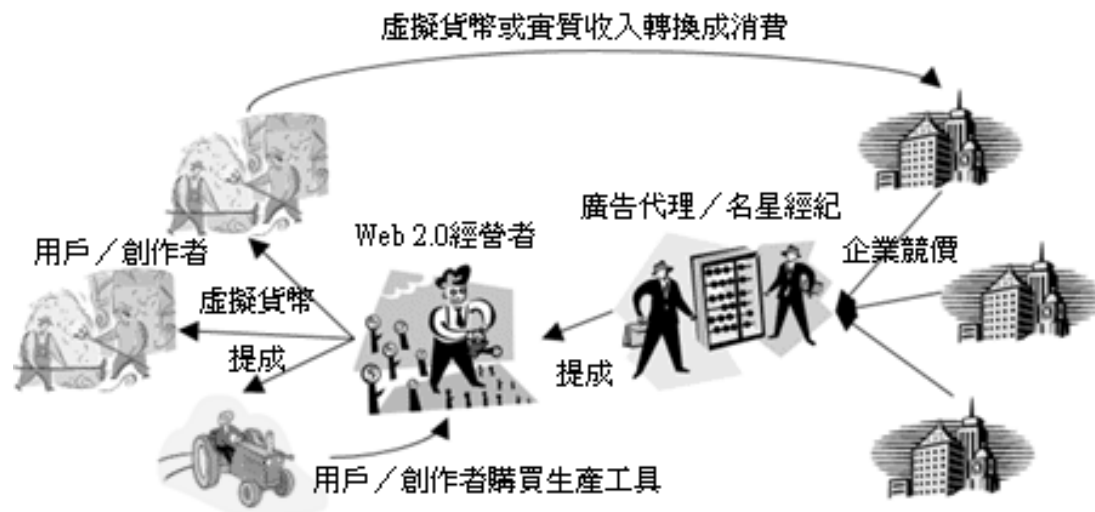 虛擬貨幣或實質收入轉換成消費
廣告代理／名星經紀
Web 2.0經營者
用戶／創作者
企業競價
虛擬貨幣
提成
提成
用戶／創作者購買生產工具